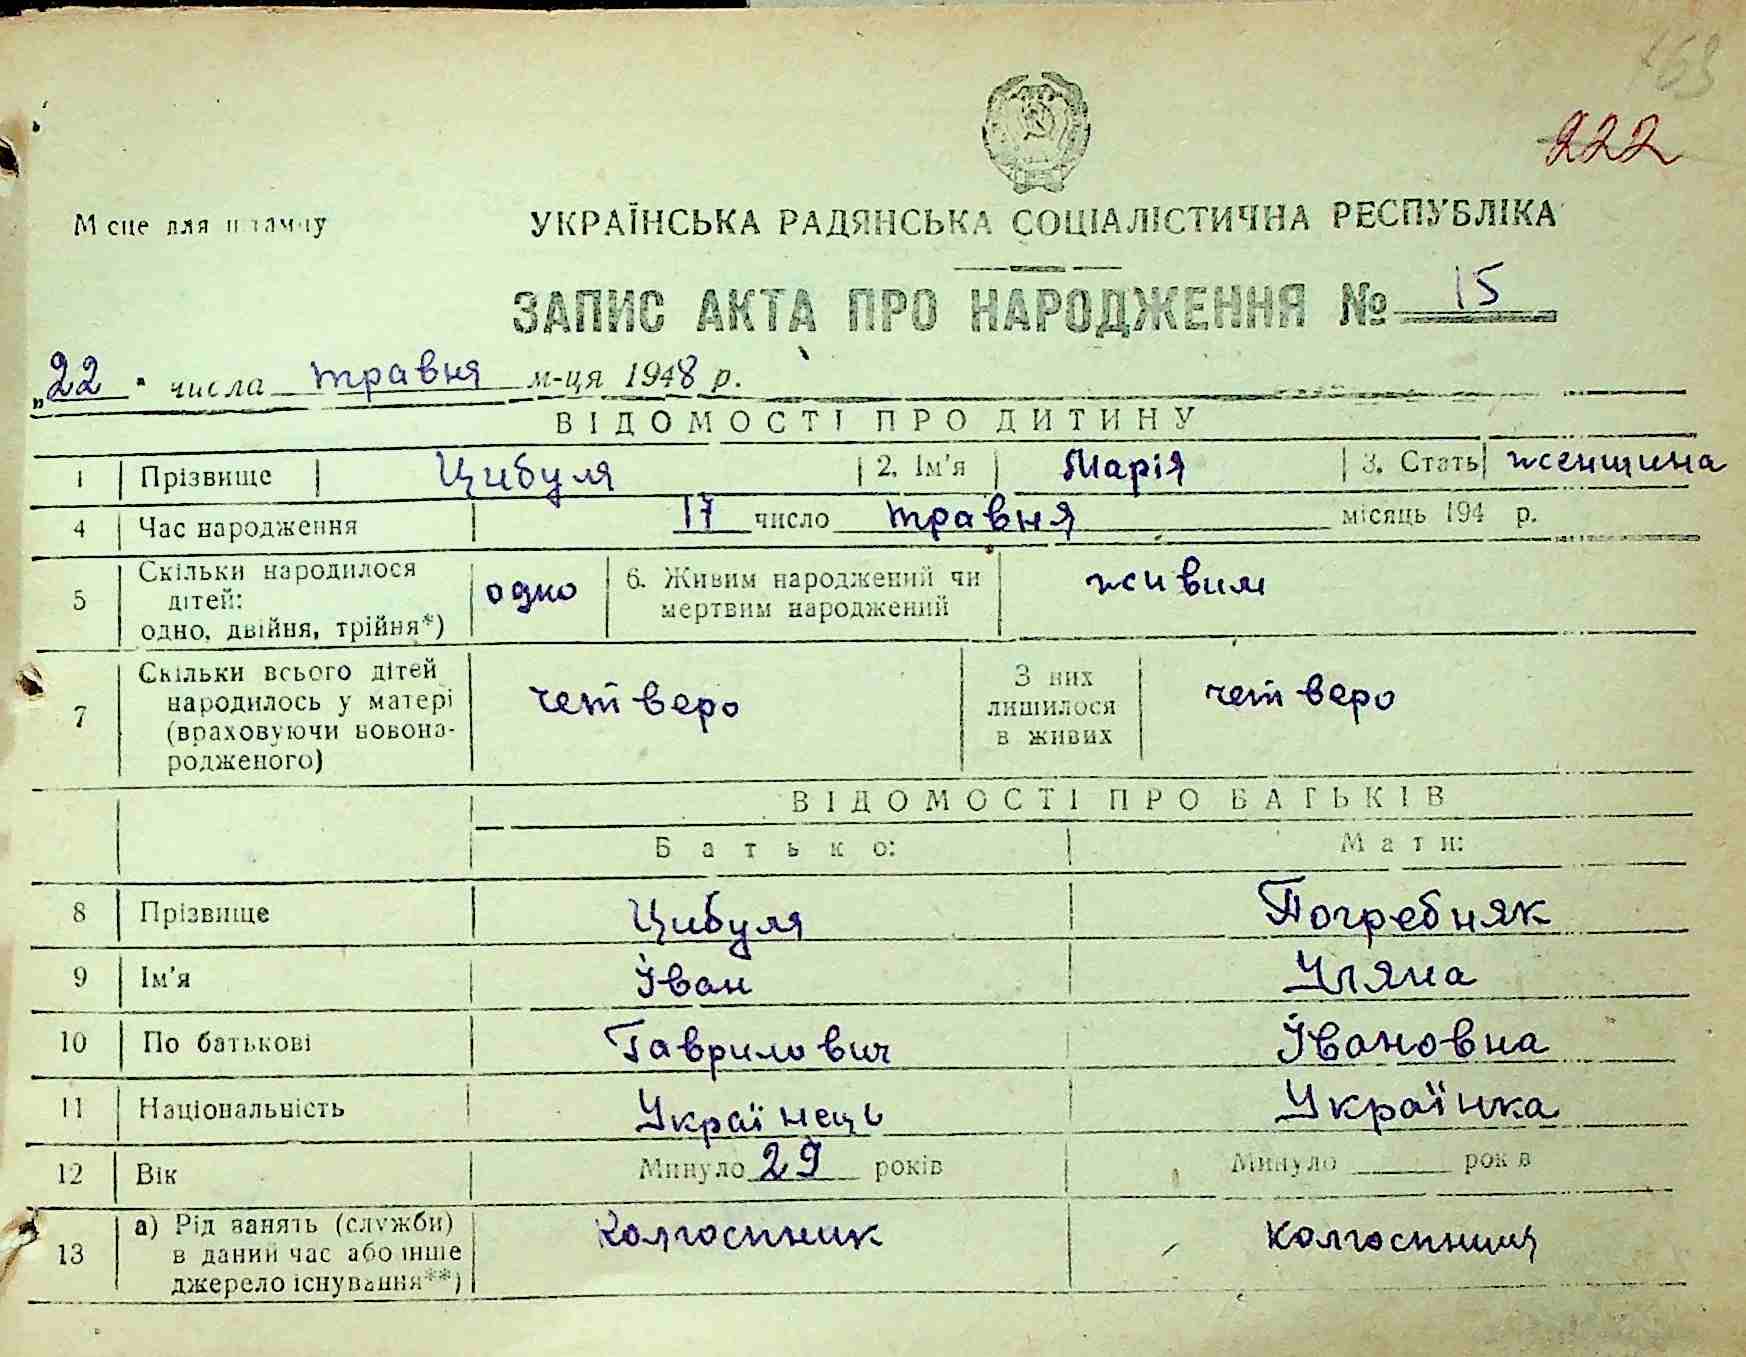 163
222
Місце для штампу
УКРАЇНСЬКА РАДЯНСЬКА СОЦІАЛІСТИЧНА РЕСПУБЛІКА
ЗАПИС АКТА ПРО НАРОДЖЕННЯ № 15
„22" числа травня м-ця 1948 р.
ВІДОМОСТІ ПРО ДИТИНУ
1 Прізвище Цибуля 2. Ім'я Марія 3. Стать женщина
4 Час народження 17 число травня місяць 194 р.
5 Скільки народилося дітей: одно, двійня, трійня*) одно 6. Живим народжений чи мертвим народжений живим
7 Скільки всього дітей народилось у матері (враховуючи новонародженого) четверо З них лишилося в живих четверо
ВІДОМОСТІ ПРО БАТЬКІВ
Батько: Мати:
8 Прізвище Цибуля Погребняк
9 Ім'я Іван Уляна
10 По батькові Гаврилович Івановна
11 Національність Українець Українка
12 Вік Минуло 29 років Минуло років
13 а) Рід занять (служби) в даний час або інше джерело існування**) Колгоспник колгоспниця